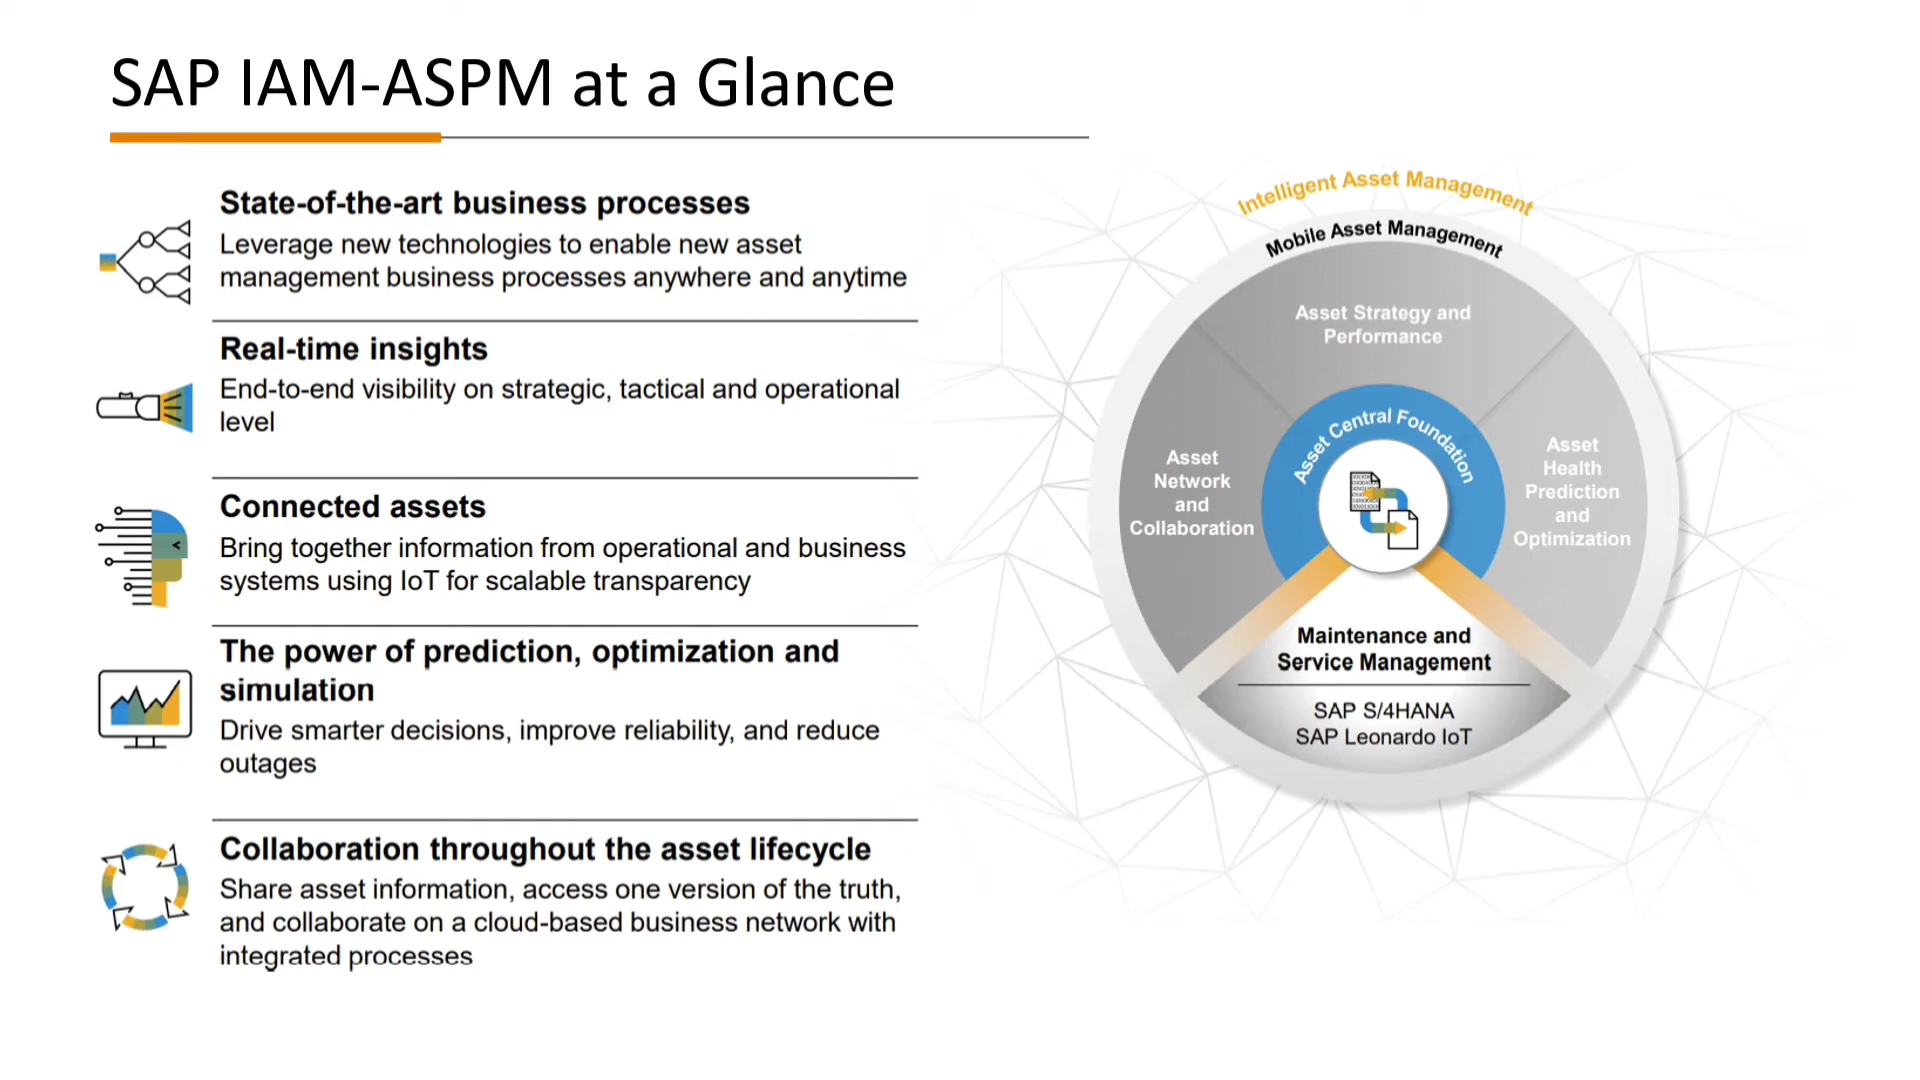 SAP IAM-ASPM at a Glance
State-of-the-art business processes
Leverage new technologies to enable new asset
management business processes anywhere and anytime
Real-time insights
End-to-end visibility on strategic, tactical and operational
level
Connected assets
Bring together information from operational and business
systems using IoT for scalable transparency
The power of prediction, optimization and
simulation
Drive smarter decisions, improve reliability, and reduce
outages
Collaboration throughout the asset lifecycle
Share asset information, access one version of the truth,
and collaborate on a cloud-based business network with
integrated processes
Intelligent Asset Management
Mobile Asset Management
Asset Strategy and
Performance
Asset Central Foundation
Asset
Network
and
Collaboration
Asset
Health
Prediction
and
Optimization
Maintenance and
Service Management
SAP S/4HANA
SAP Leonardo IoT